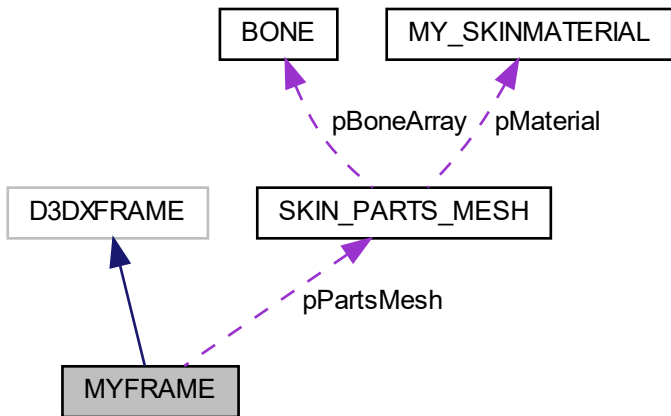 BONE
MY_SKINMATERIAL
pBoneArray
pMaterial
D3DXFRAME
SKIN_PARTS_MESH
pPartsMesh
MYFRAME